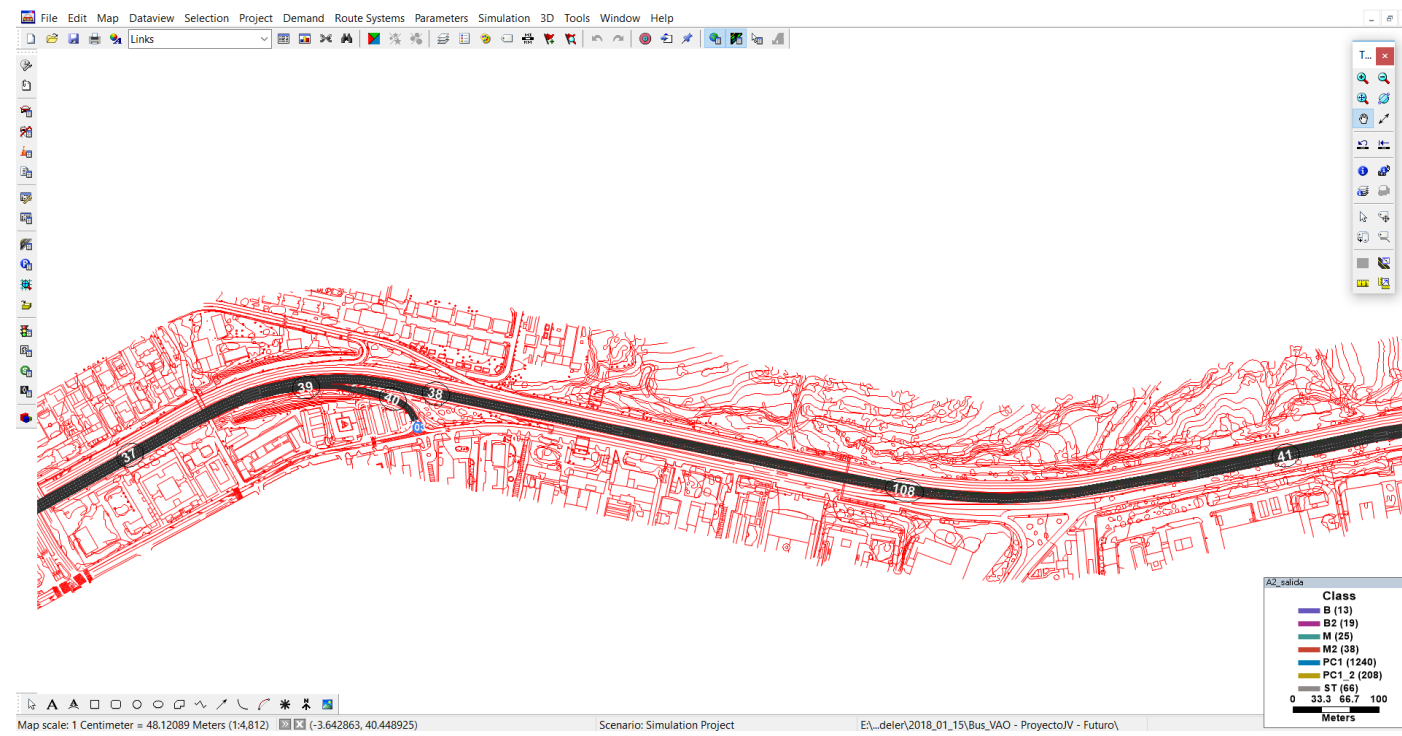 File Edit Map Dataview Selection Project Demand Route Systems Parameters Simulation 3D Tools Window Help
Links
T...
39
40
38
37
108
41
A2_salida
Class
B (13)
B2 (19)
M (25)
M2 (38)
PC1 (1240)
PC1_2 (208)
ST (66)
0 33.3 66.7 100
Meters
Map scale: 1 Centimeter = 48.12089 Meters (1:4,812) (-3.642863, 40.448925) Scenario: Simulation Project E:\...deler\2018_01_15\Bus_VAO - ProyectoJV - Futuro\